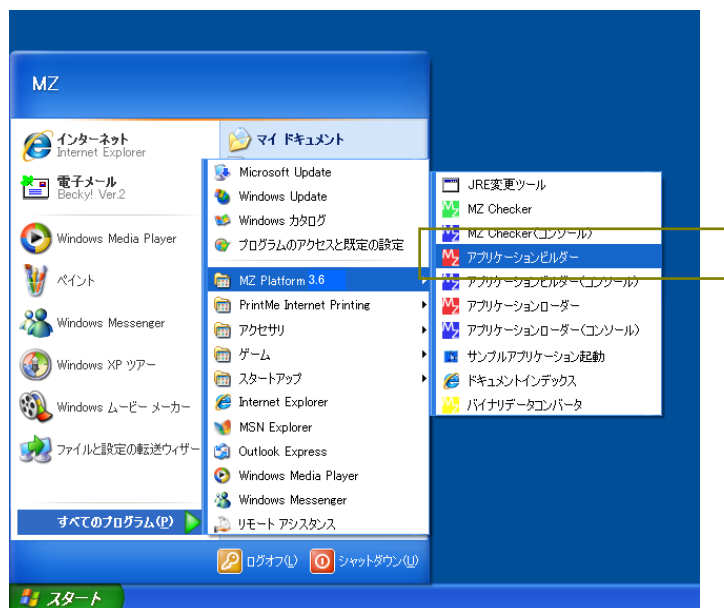 MZ
インターネット
Internet Explorer
電子メール
Becky! Ver.2
Windows Media Player
ペイント
Windows Messenger
Windows XP ツアー
Windows ムービー メーカー
ファイルと設定の転送ウィザー
すべてのプログラム(P)
マイ ドキュメント
Microsoft Update
Windows Update
Windows カタログ
プログラムのアクセスと既定の設定
MZ Platform 3.6
PrintMe Internet Printing
アクセサリ
ゲーム
スタートアップ
Internet Explorer
MSN Explorer
Outlook Express
Windows Media Player
Windows Messenger
リモート アシスタンス
JRE変更ツール
MZ Checker
MZ Checker(コンソール)
アプリケーションビルダー
アプリケーションビルダー(コンソール)
アプリケーションローダー
アプリケーションローダー(コンソール)
サンプルアプリケーション起動
ドキュメントインデックス
バイナリデータコンバータ
ログオフ(L)
シャットダウン(U)
スタート